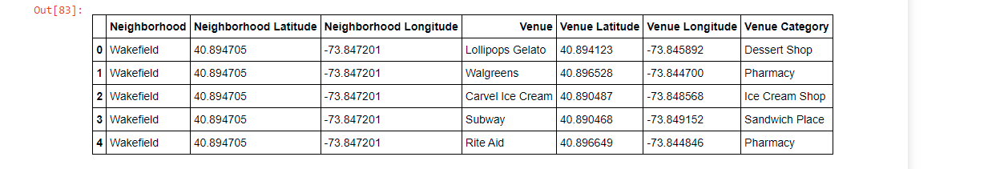 Out[83]:
Neighborhood Neighborhood Latitude Neighborhood Longitude Venue Venue Latitude Venue Longitude Venue Category
0 Wakefield 40.894705 -73.847201 Lollipops Gelato 40.894123 -73.845892 Dessert Shop
1 Wakefield 40.894705 -73.847201 Walgreens 40.896528 -73.844700 Pharmacy
2 Wakefield 40.894705 -73.847201 Carvel Ice Cream 40.890487 -73.848568 Ice Cream Shop
3 Wakefield 40.894705 -73.847201 Subway 40.890468 -73.849152 Sandwich Place
4 Wakefield 40.894705 -73.847201 Rite Aid 40.896649 -73.844846 Pharmacy